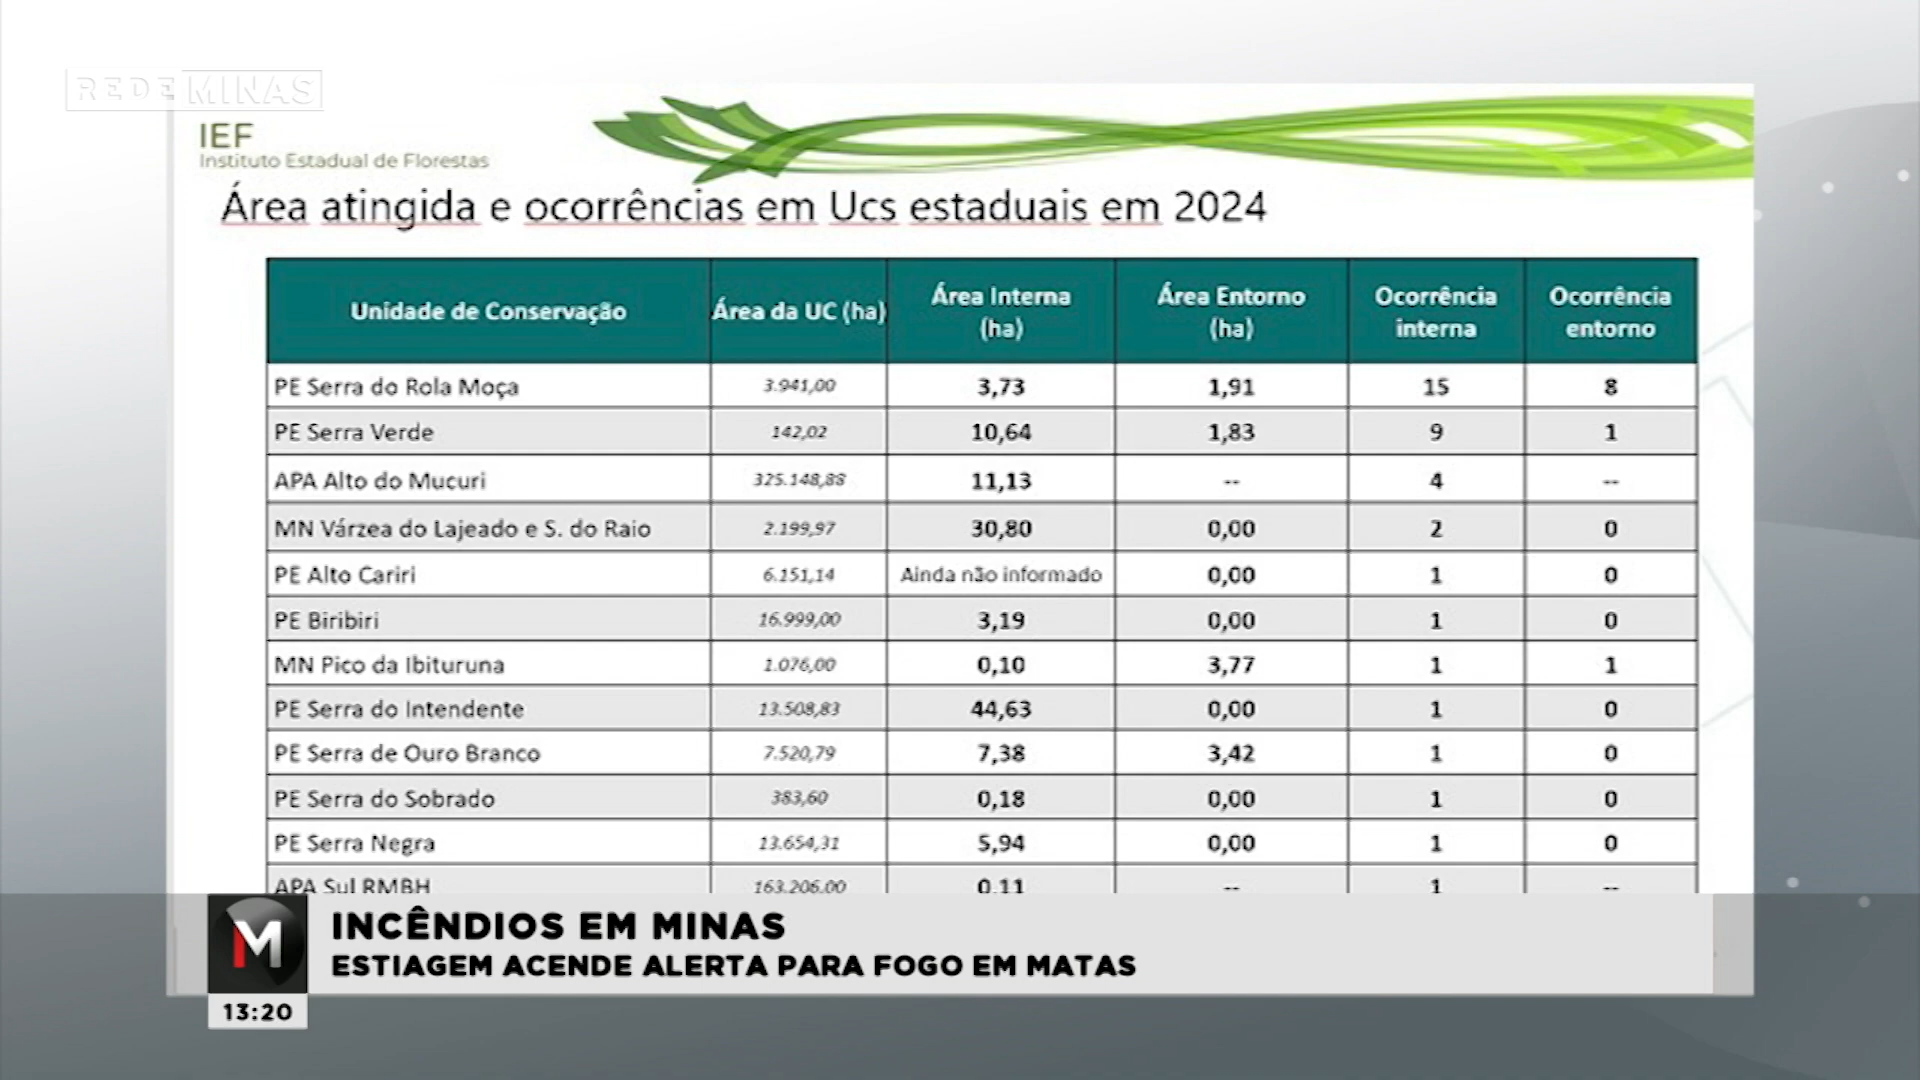 REDE MINAS
IEF
Instituto Estadual de Florestas
Área atingida e ocorrências em Ucs estaduais em 2024
Unidade de Conservação Área da UC (ha) Área Interna (ha) Área Entorno (ha) Ocorrência interna Ocorrência entorno
PE Serra do Rola Moça 3.941,00 3,73 1,91 15 8
PE Serra Verde 142,02 10,64 1,83 9 1
APA Alto do Mucuri 325.148,88 11,13 -- 4 --
MN Várzea do Lajeado e S. do Raio 2.199,97 30,80 0,00 2 0
PE Alto Cariri 6.151,14 Ainda não informado 0,00 1 0
PE Biribiri 16.999,00 3,19 0,00 1 0
MN Pico da Ibituruna 1.076,00 0,10 3,77 1 1
PE Serra do Intendente 13.508,83 44,63 0,00 1 0
PE Serra de Ouro Branco 7.520,79 7,38 3,42 1 0
PE Serra do Sobrado 383,60 0,18 0,00 1 0
PE Serra Negra 13.654,31 5,94 0,00 1 0
APA Sul RMBH 163.206,00 0,11 -- 1 --
M
INCÊNDIOS EM MINAS
ESTIAGEM ACENDE ALERTA PARA FOGO EM MATAS
13:20